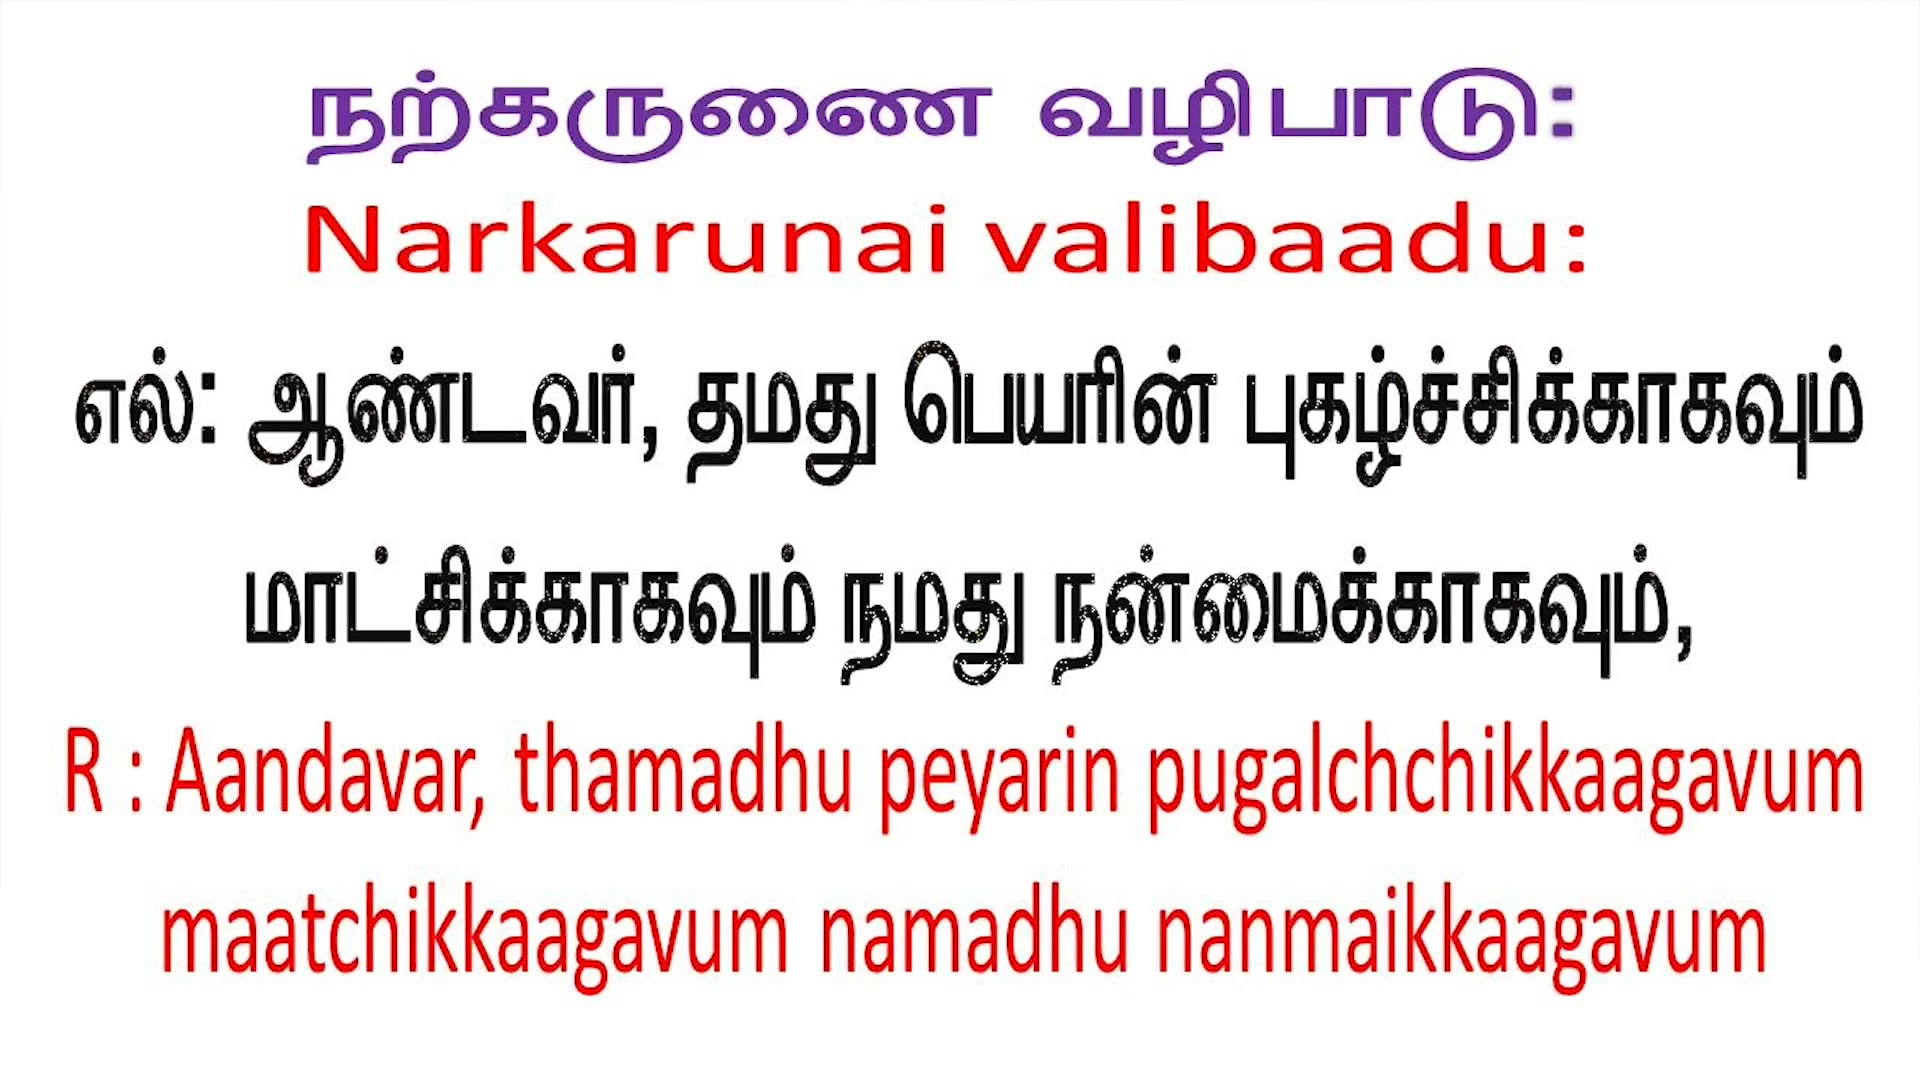 நற்கருணை வழிபாடு:
Narkarunai valibaadu:
எல்: ஆண்டவர், தமது பெயரின் புகழ்ச்சிக்காகவும்
மாட்சிக்காகவும் நமது நன்மைக்காகவும்,
R : Aandavar, thamadhu peyarin pugalchchikkaagavum
maatchikkaagavum namadhu nanmaikkaagavum